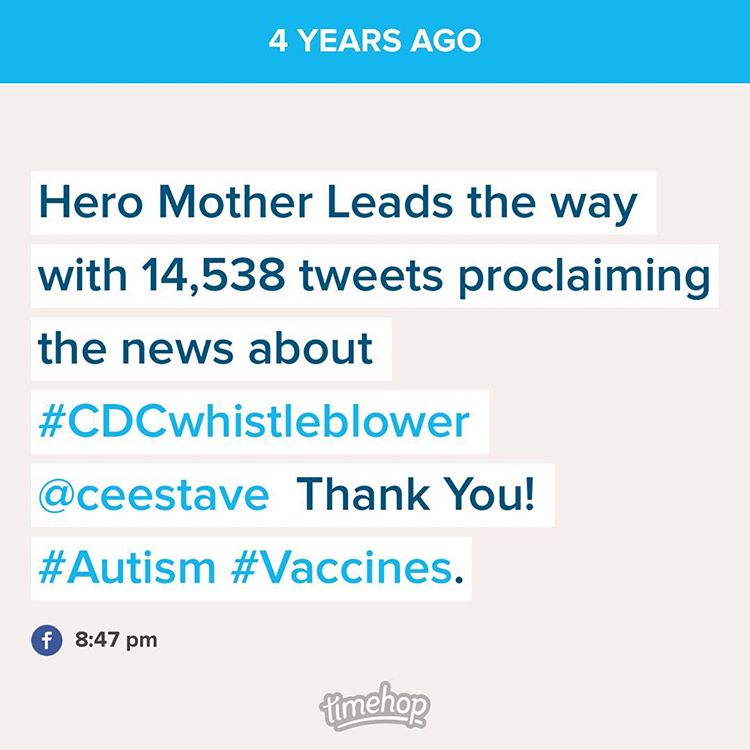 4 YEARS AGO
Hero Mother Leads the way
with 14,538 tweets proclaiming
the news about
#CDCwhistleblower
@ceestave Thank You!
#Autism #Vaccines.
f 8:47 pm
timehop